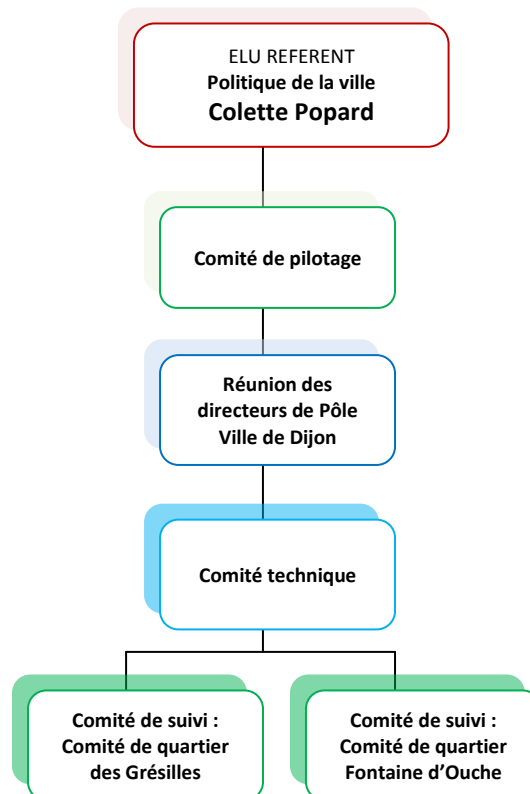 ELU REFERENT
Politique de la ville
Colette Popard
Comité de pilotage
Réunion des
directeurs de Pôle
Ville de Dijon
Comité technique
Comité de suivi :
Comité de quartier
des Grésilles
Comité de suivi :
Comité de quartier
Fontaine d’Ouche